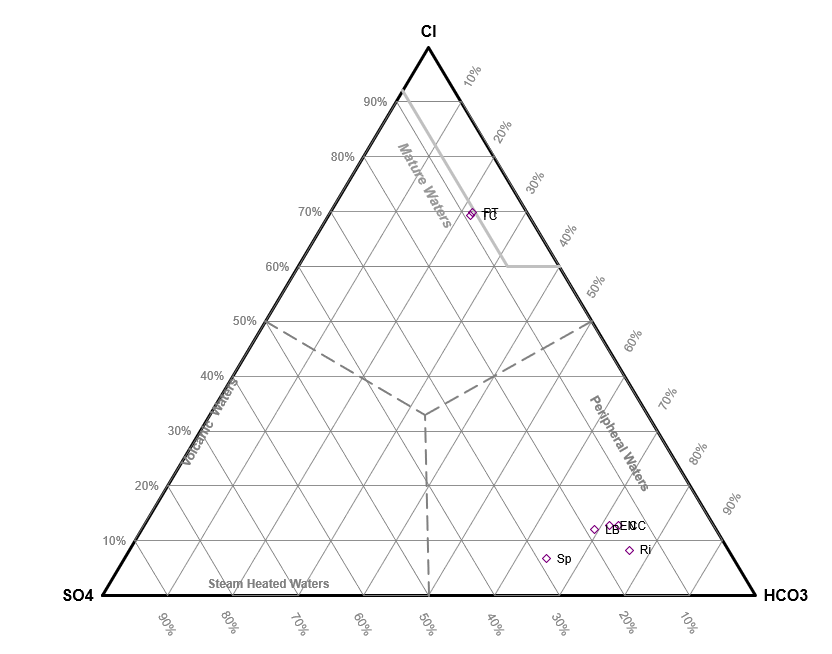 Cl
10%
90%
20%
80%
Mature Waters
30%
70%
PT
TC
40%
60%
50%
50%
60%
40%
70%
Volcanic Waters
Peripheral Waters
30%
80%
20%
90%
EN
CC
LB
10%
Ri
Sp
Steam Heated Waters
SO4
HCO3
90%
80%
70%
60%
50%
40%
30%
20%
10%